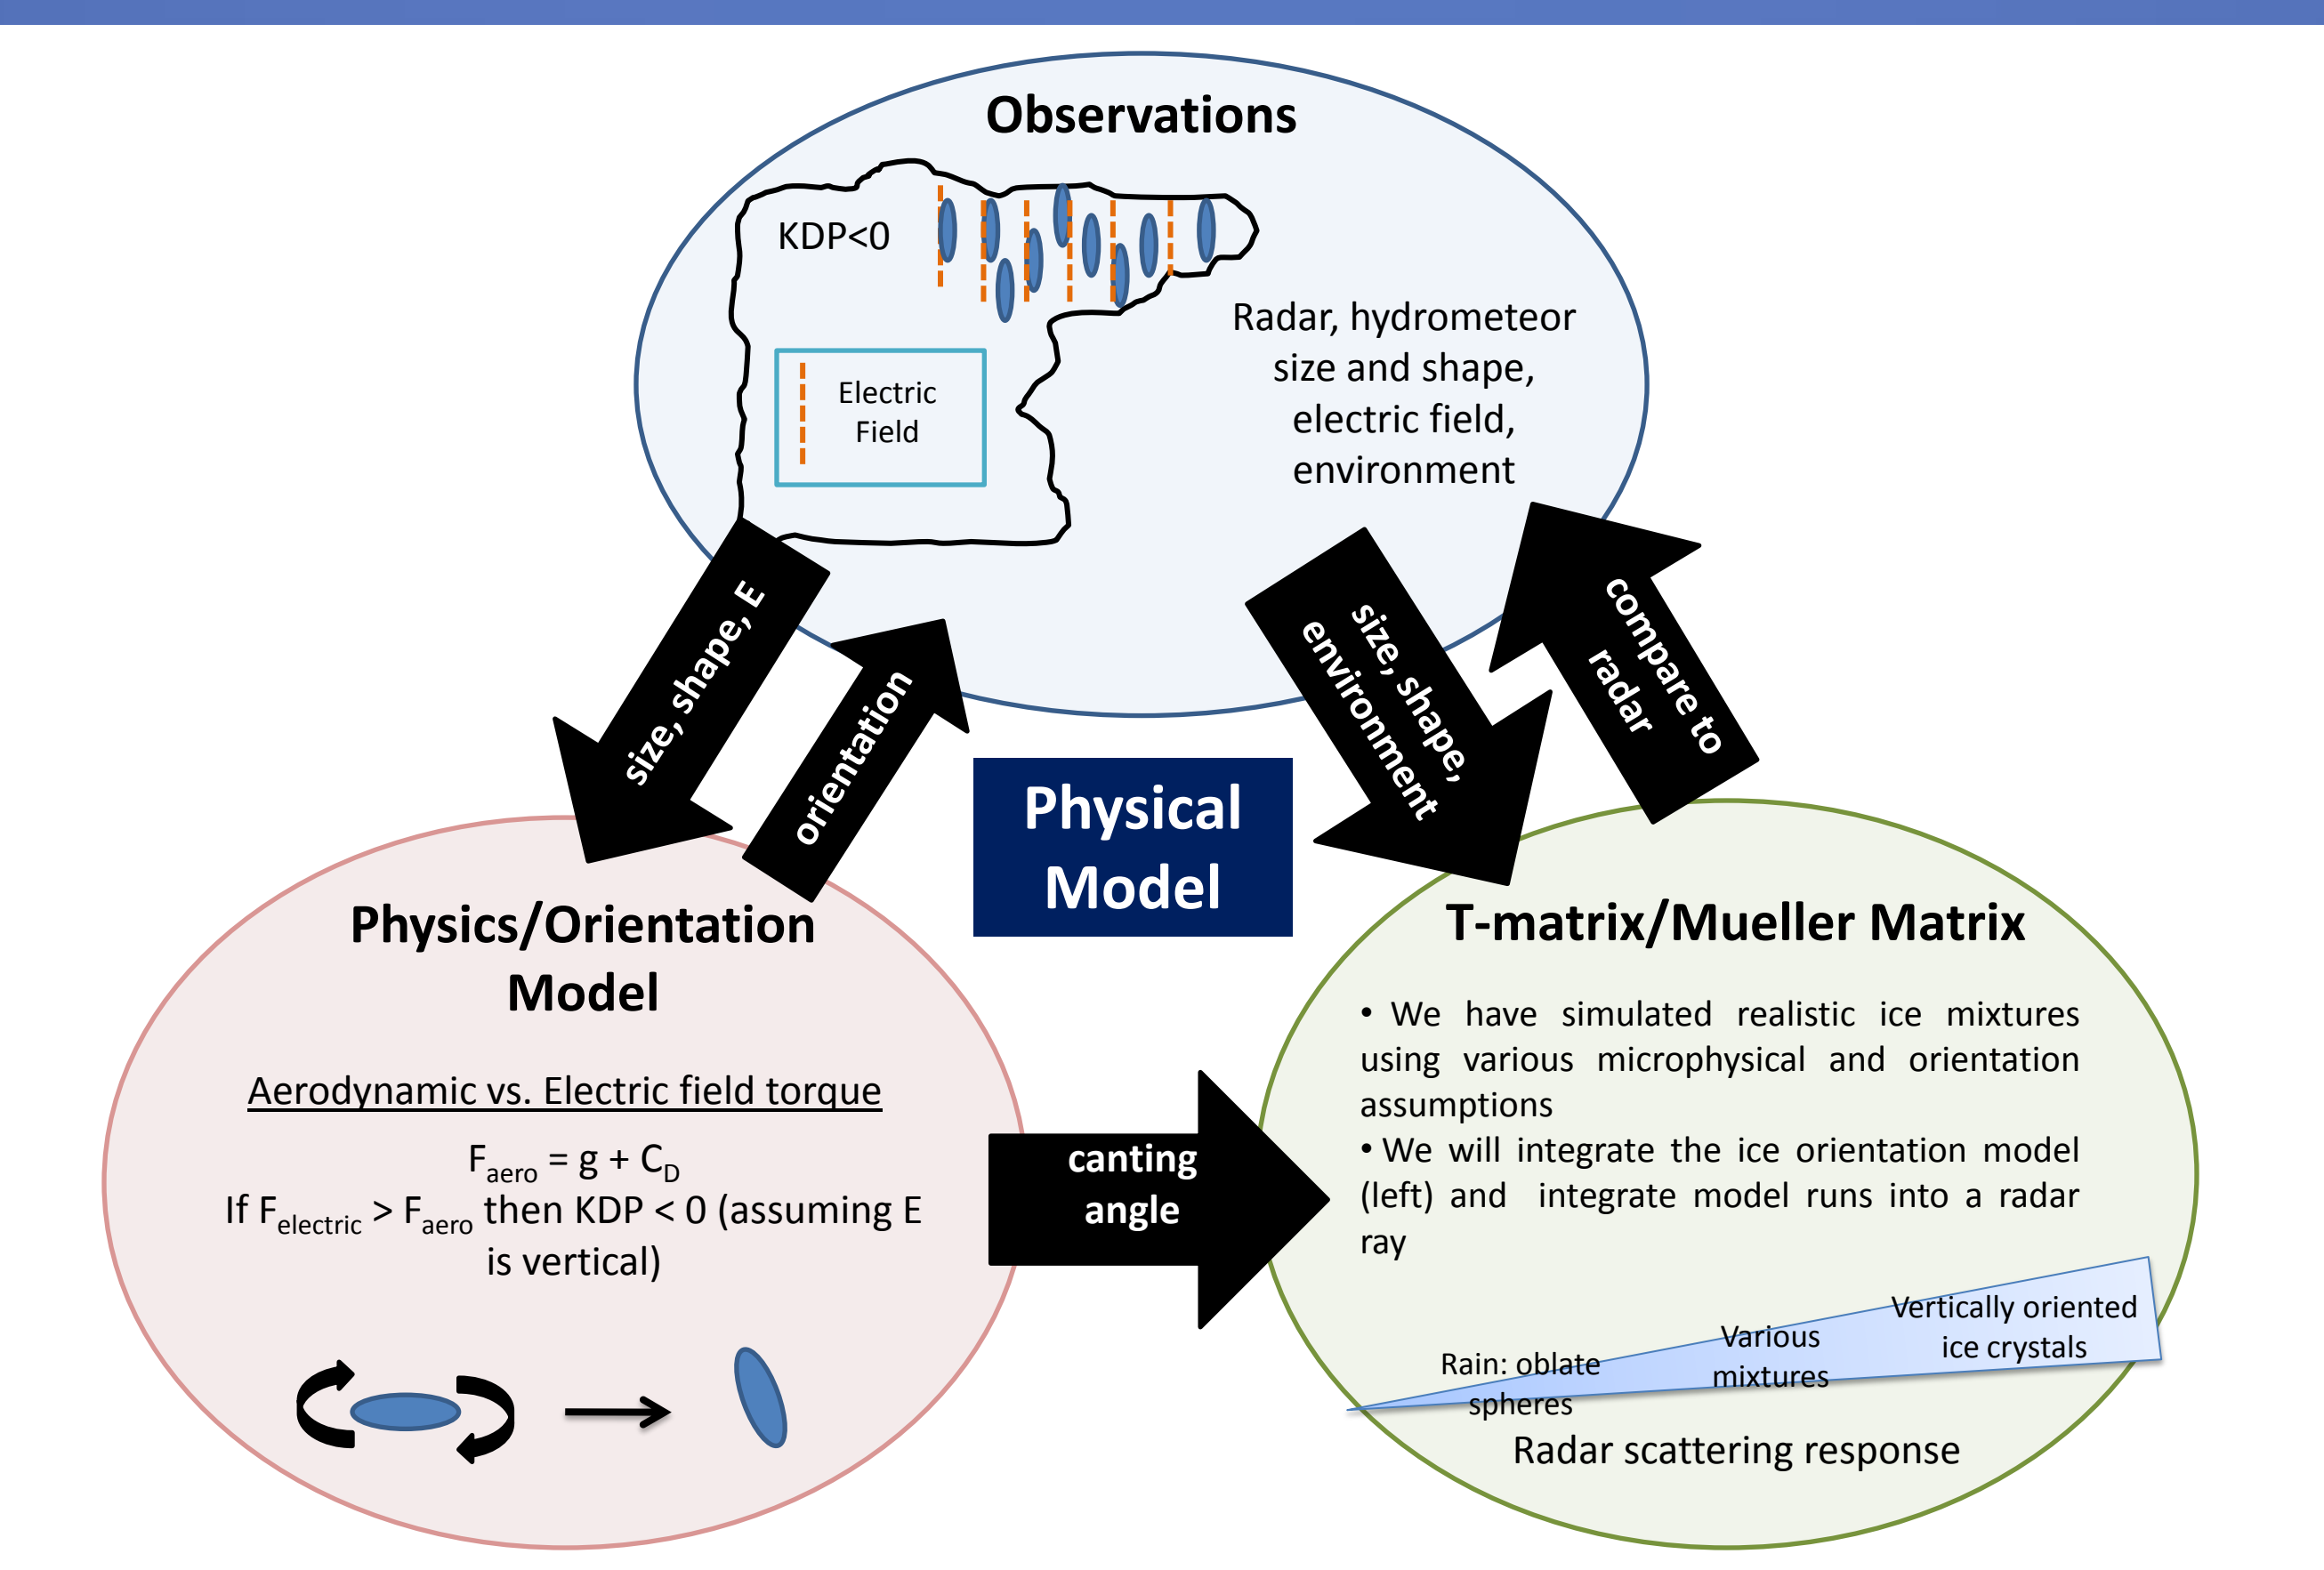 Observations
KDP<0
Electric
Field
Radar, hydrometeor
size and shape,
electric field,
environment
size, shape, E
orientation
size, shape,
environment
compare to
radar
Physical
Model
Physics/Orientation
Model
Aerodynamic vs. Electric field torque
F_aero = g + C_D
If F_electric > F_aero then KDP < 0 (assuming E
is vertical)
canting
angle
T-matrix/Mueller Matrix
• We have simulated realistic ice mixtures
using various microphysical and orientation
assumptions
• We will integrate the ice orientation model
(left) and integrate model runs into a radar
ray
Rain: oblate
spheres
Various
mixtures
Vertically oriented
ice crystals
Radar scattering response